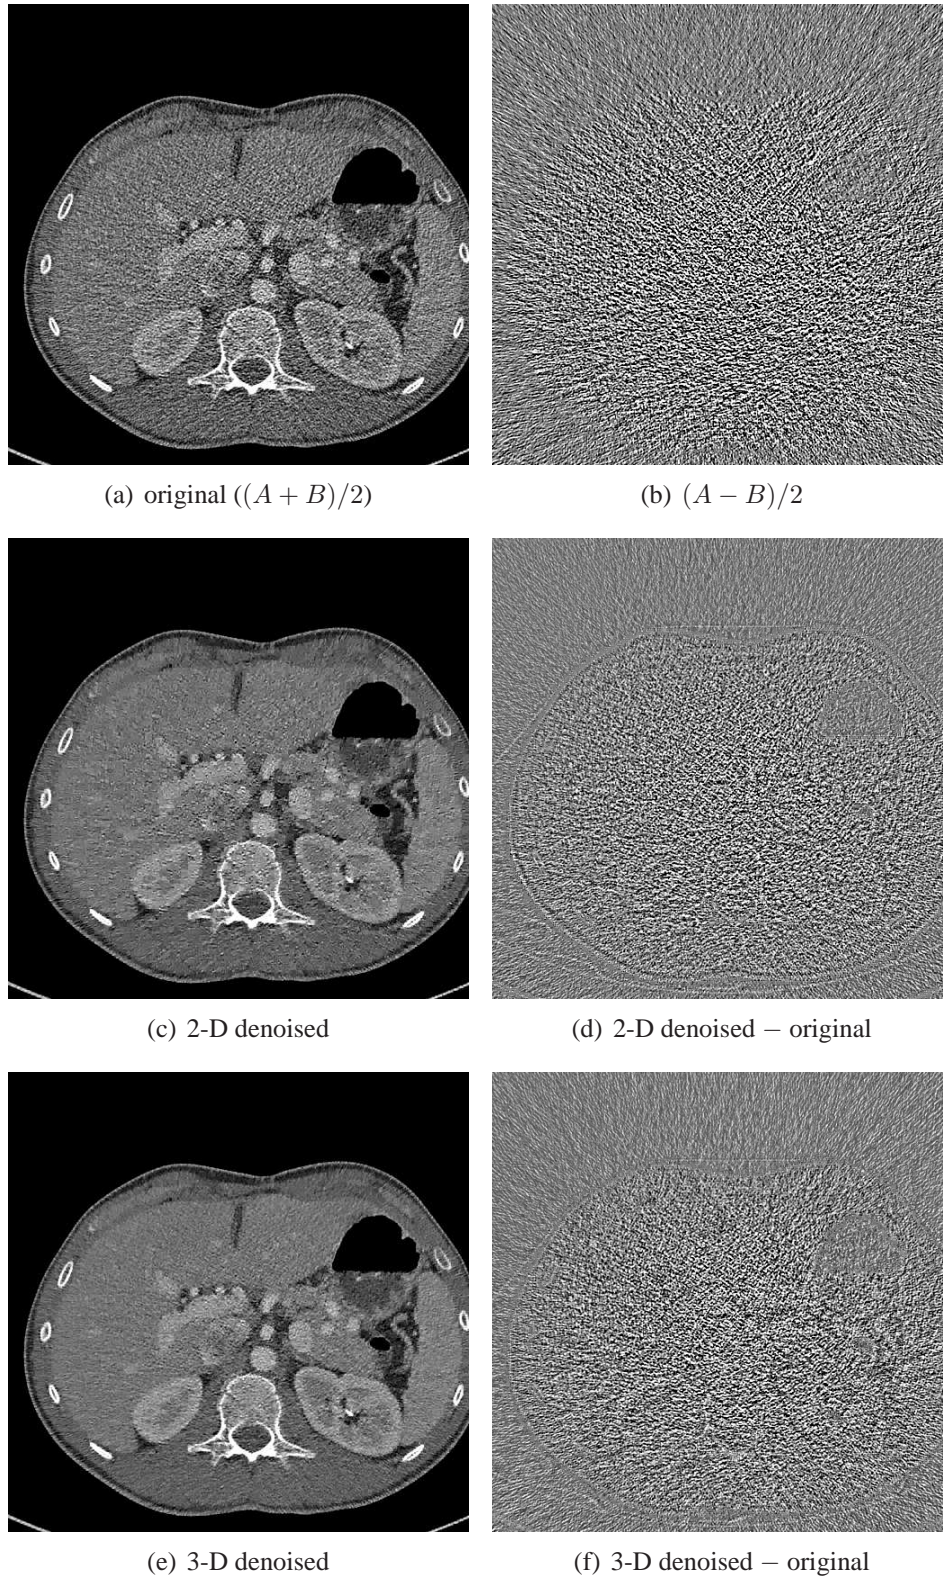 (a) original ((A + B)/2)
(b) (A − B)/2
(c) 2-D denoised
(d) 2-D denoised − original
(e) 3-D denoised
(f) 3-D denoised − original